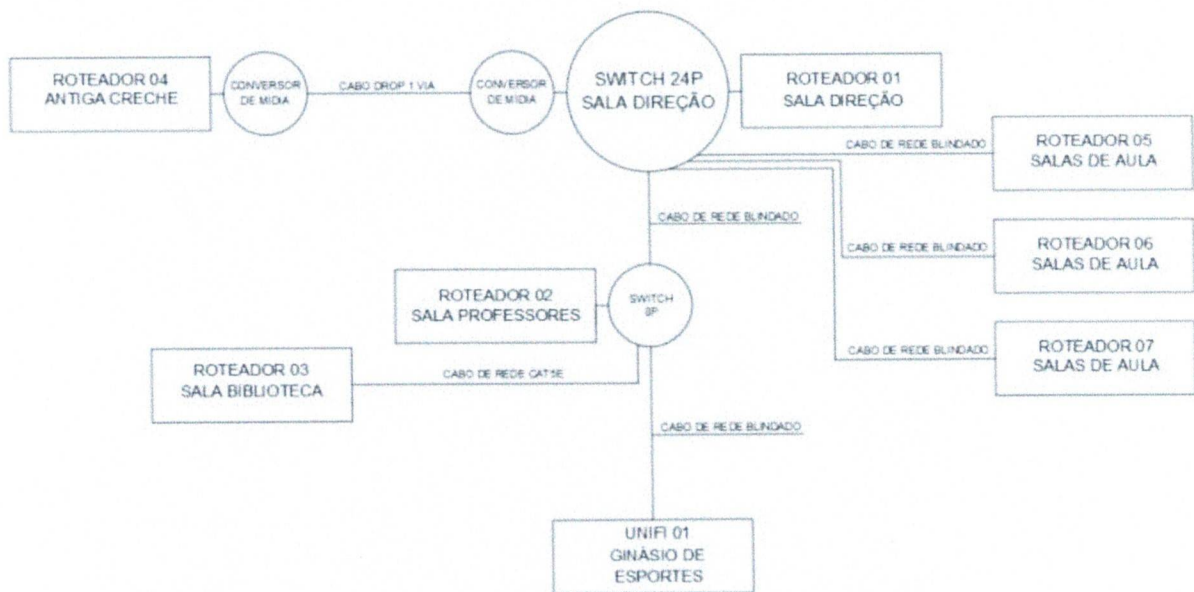 ROTEADOR 04
ANTIGA CRECHE
CONVERSOR
DE MIDIA
CABO DROP 1 VIA
CONVERSOR
DE MIDIA
SWITCH 24P
SALA DIREÇÃO
ROTEADOR 01
SALA DIREÇÃO
CABO DE REDE BLINDADO
ROTEADOR 05
SALAS DE AULA
CABO DE REDE BLINDADO
CABO DE REDE BLINDADO
ROTEADOR 06
SALAS DE AULA
ROTEADOR 02
SALA PROFESSORES
SWITCH
8P
CABO DE REDE BLINDADO
ROTEADOR 07
SALAS DE AULA
ROTEADOR 03
SALA BIBLIOTECA
CABO DE REDE CAT5E
CABO DE REDE BLINDADO
UNIFI 01
GINÁSIO DE
ESPORTES